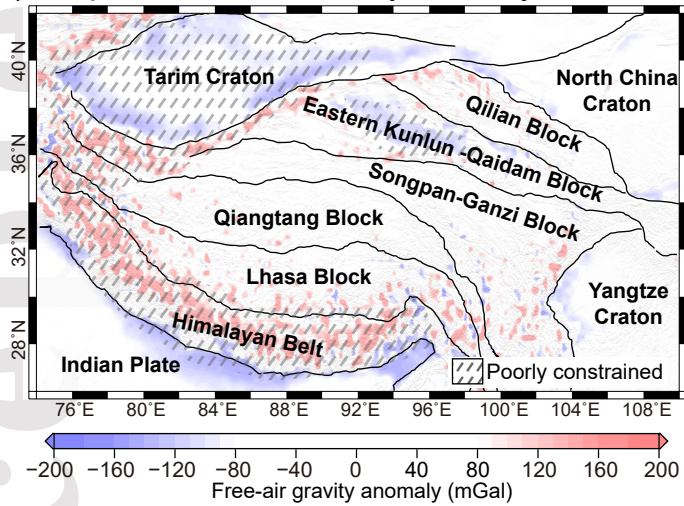 40°N
36°N
32°N
28°N
Tarim Craton
North China
Craton
Qilian Block
Eastern Kunlun -Qaidam Block
Songpan-Ganzi Block
Qiangtang Block
Lhasa Block
Yangtze
Craton
Himalayan Belt
Indian Plate
Poorly constrained
76°E 80°E 84°E 88°E 92°E 96°E 100°E 104°E 108°E
−200 −160 −120 −80 −40 0 40 80 120 160 200
Free-air gravity anomaly (mGal)